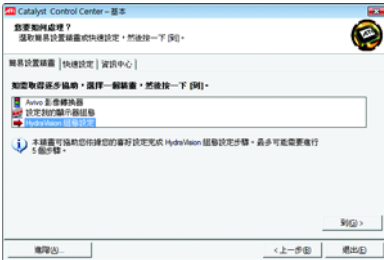 Catalyst Control Center – 基本
您要如何處理？
選取簡易設置精靈或快速設定，然後按一下 [到]。
簡易設置精靈 快速設定 資訊中心
如需取得逐步協助，選擇一個精靈，然後按一下 [到]。
Avivo 影像轉換器
設定我的顯示器組態
HydraVision 組態設定
本精靈可協助您依據您的喜好設定完成 HydraVision 組態設定步驟。最多可能需要進行
5 個步驟。
到(G) >
進階(A)... <上一步(B) 退出(E)